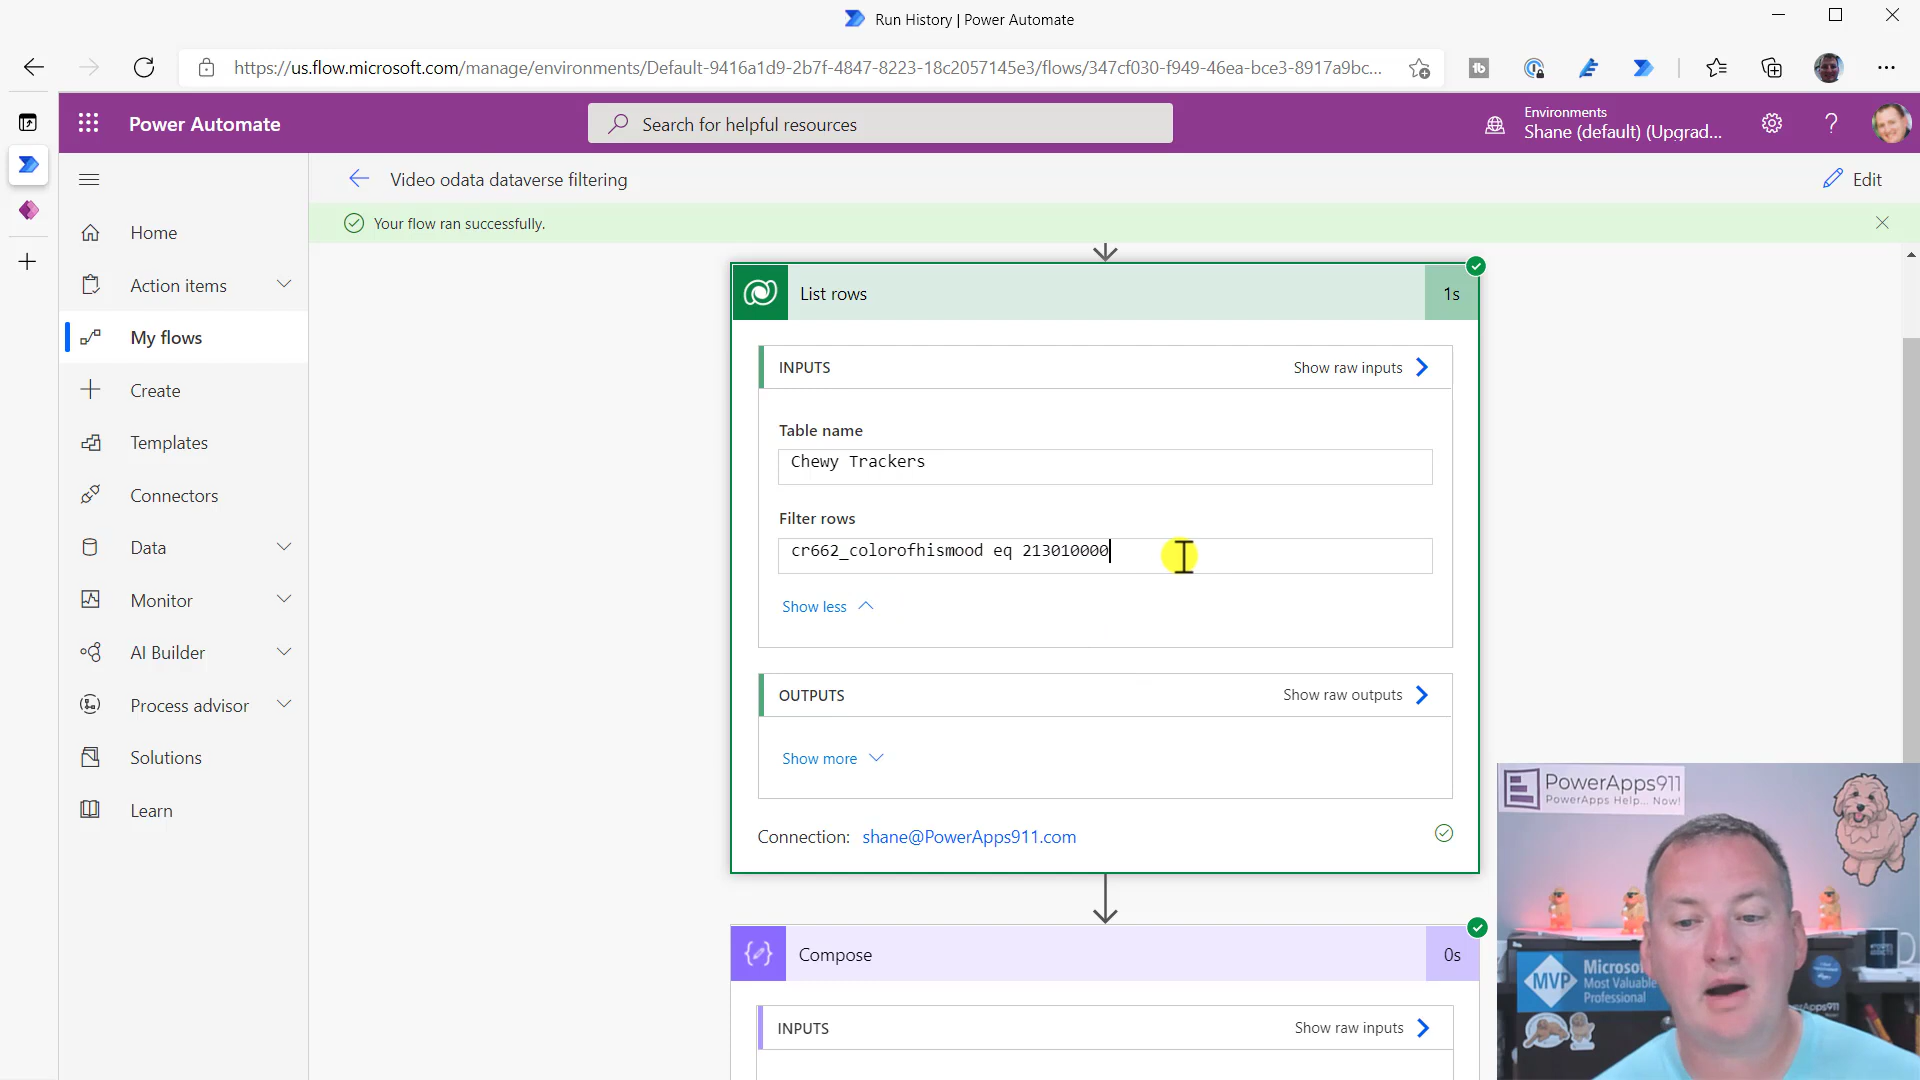 Run History | Power Automate
https://us.flow.microsoft.com/manage/environments/Default-9416a1d9-2b7f-4847-8223-18c2057145e3/flows/347cf030-f949-46ea-bce3-8917a9bc...
Power Automate
Search for helpful resources
Environments
Shane (default) (Upgrad...
Video odata dataverse filtering
Edit
Your flow ran successfully.
Home
Action items
My flows
Create
Templates
Connectors
Data
Monitor
AI Builder
Process advisor
Solutions
Learn
List rows
1s
INPUTS
Show raw inputs
Table name
Chewy Trackers
Filter rows
cr662_colorofhismood eq 213010000
Show less
OUTPUTS
Show raw outputs
Show more
Connection: shane@PowerApps911.com
Compose
0s
INPUTS
Show raw inputs
PowerApps911
PowerApps Help... Now!
MVP
Microsof
Most Valuable
Professional